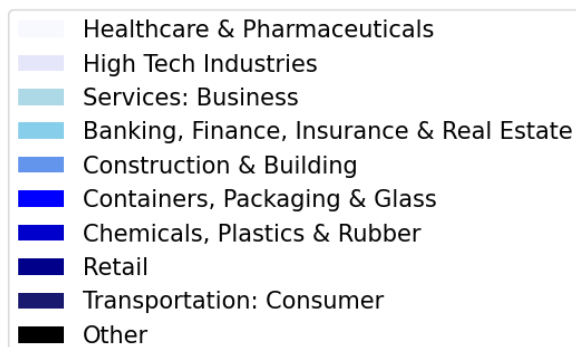 Healthcare & Pharmaceuticals
High Tech Industries
Services: Business
Banking, Finance, Insurance & Real Estate
Construction & Building
Containers, Packaging & Glass
Chemicals, Plastics & Rubber
Retail
Transportation: Consumer
Other